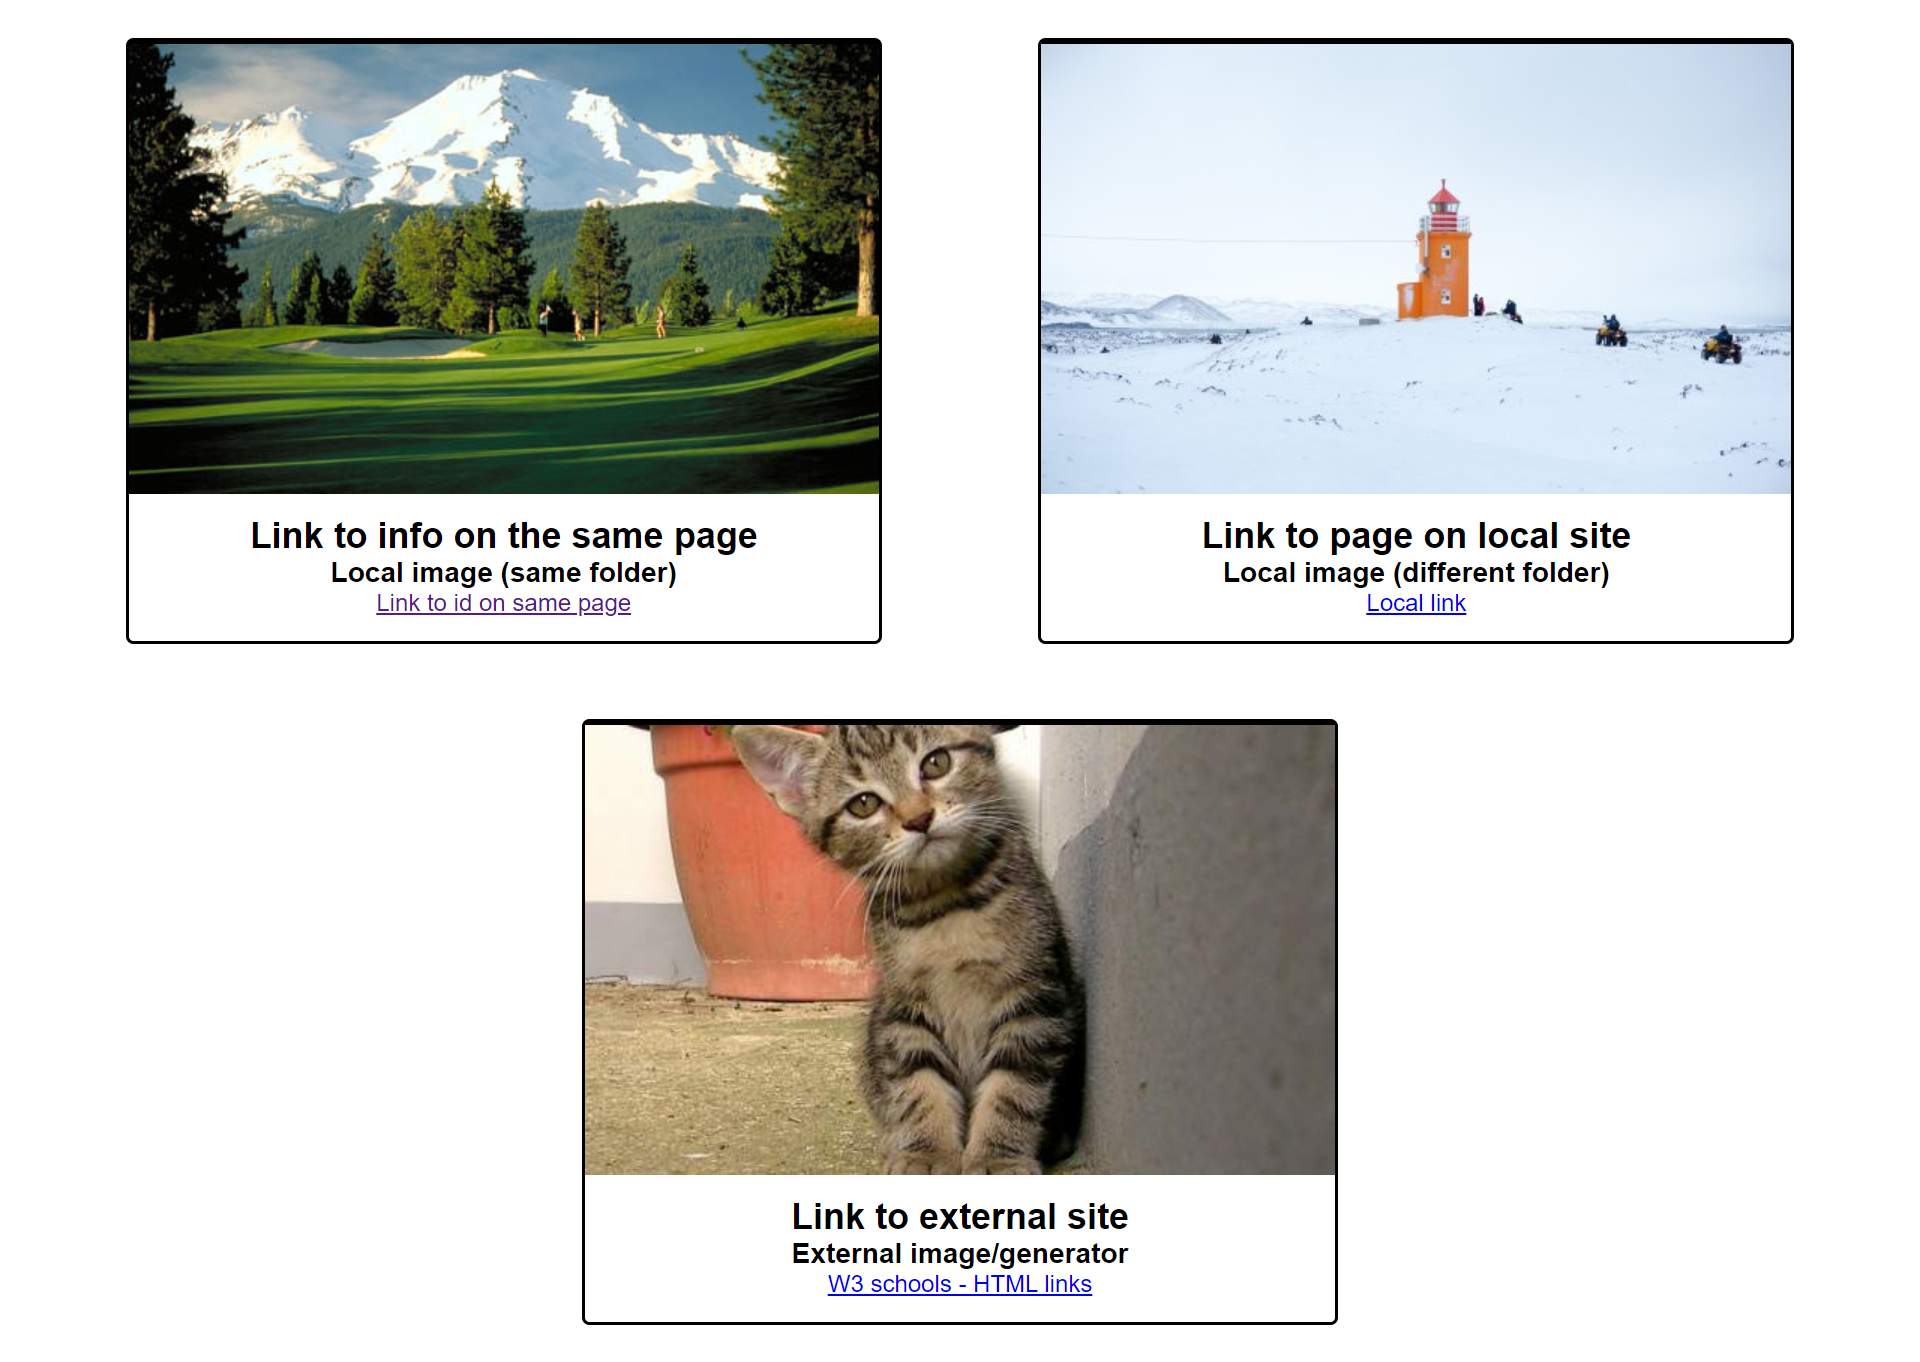 Link to info on the same page
Local image (same folder)
Link to id on same page
Link to page on local site
Local image (different folder)
Local link
Link to external site
External image/generator
W3 schools - HTML links